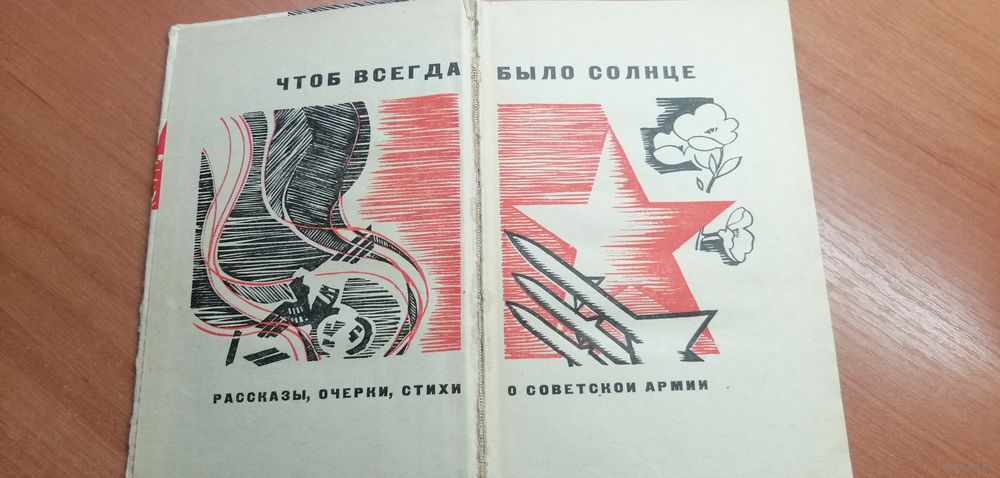 ЧТОБ ВСЕГДА БЫЛО СОЛНЦЕ
РАССКАЗЫ, ОЧЕРКИ, СТИХИ О СОВЕТСКОЙ АРМИИ